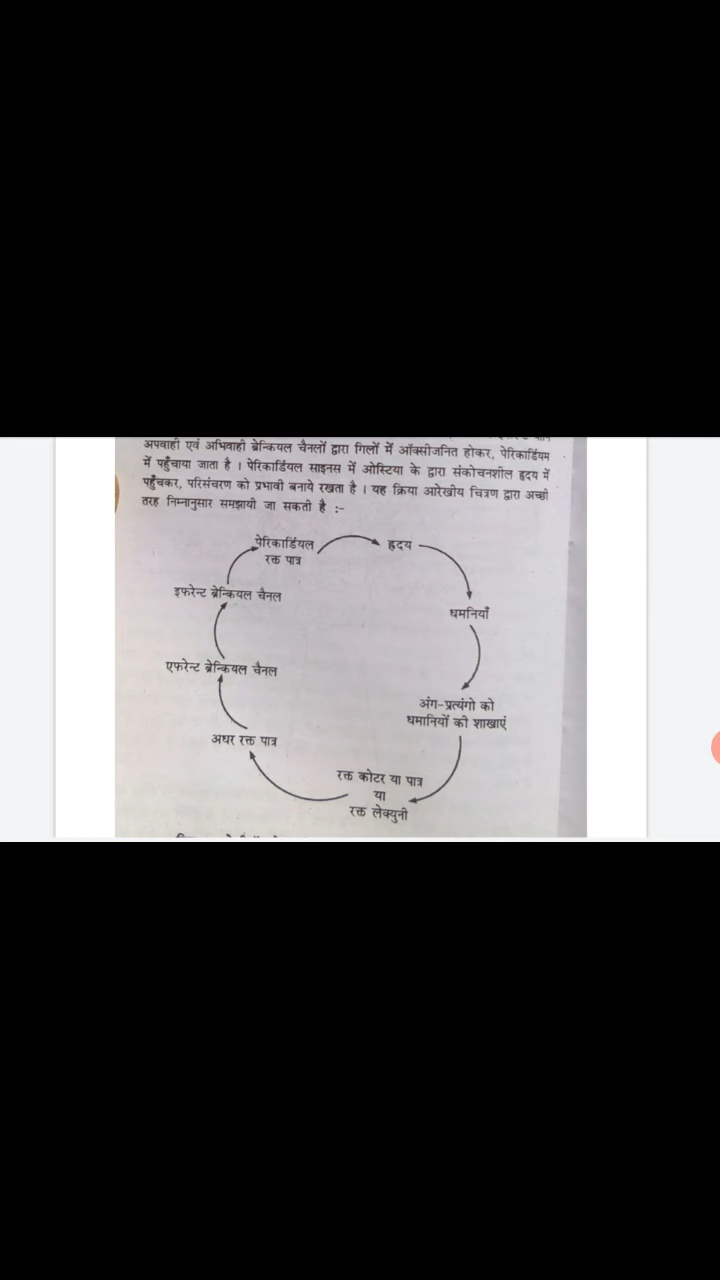 अपवाही एवं अभिवाही ब्रेन्कियल चैनलों द्वारा गिलों में ऑक्सीजनित होकर, पेरिकार्डियम
में पहुँचाया जाता है । पेरिकार्डियल साइनस में ओस्टिया के द्वारा संकोचनशील हृदय में
पहुँचकर, परिसंचरण को प्रभावी बनाये रखता है । यह क्रिया आरेखीय चित्रण द्वारा अच्छी
तरह निम्नानुसार समझायी जा सकती है :-
पेरिकार्डियल
रक्त पात्र
हृदय
धमनियाँ
अंग-प्रत्यंगो को
धमानियों की शाखाएं
रक्त कोटर या पात्र
या
रक्त लेक्युनी
अधर रक्त पात्र
एफरेन्ट ब्रेन्कियल चैनल
इफरेन्ट ब्रेन्कियल चैनल